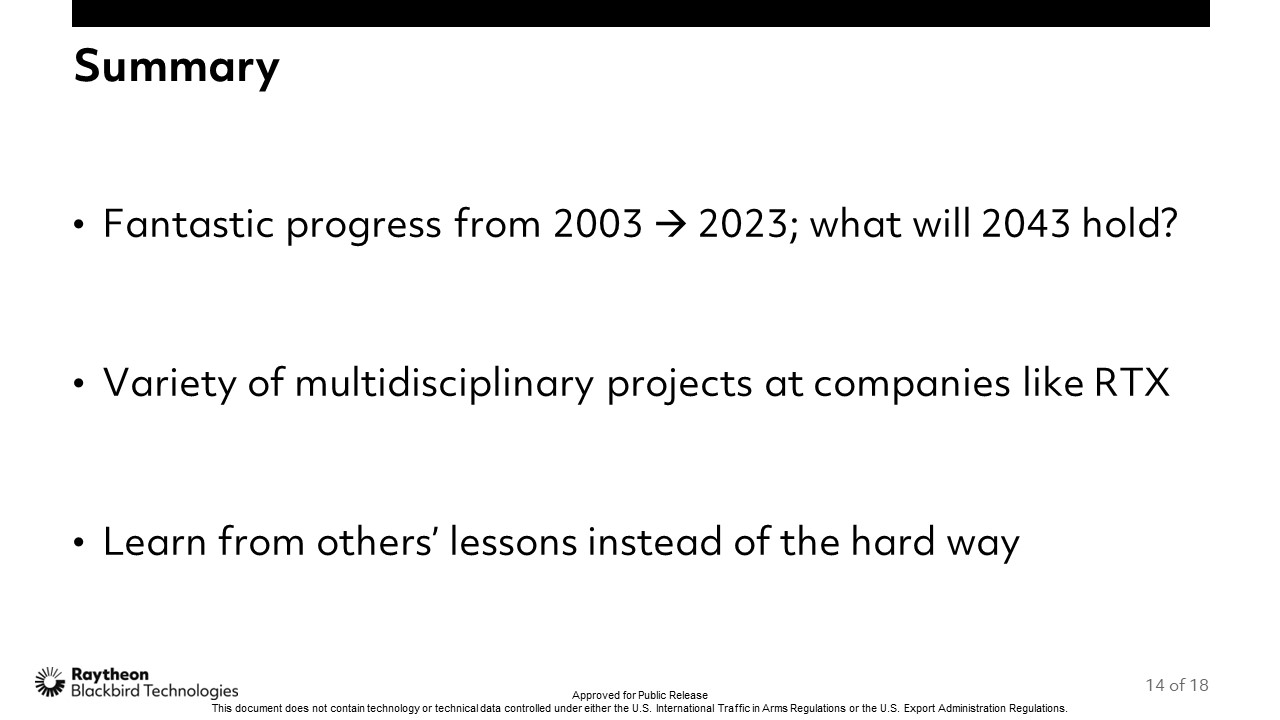 Summary
• Fantastic progress from 2003 → 2023; what will 2043 hold?
• Variety of multidisciplinary projects at companies like RTX
• Learn from others’ lessons instead of the hard way
Raytheon
Blackbird Technologies
14 of 18
Approved for Public Release
This document does not contain technology or technical data controlled under either the U.S. International Traffic in Arms Regulations or the U.S. Export Administration Regulations.